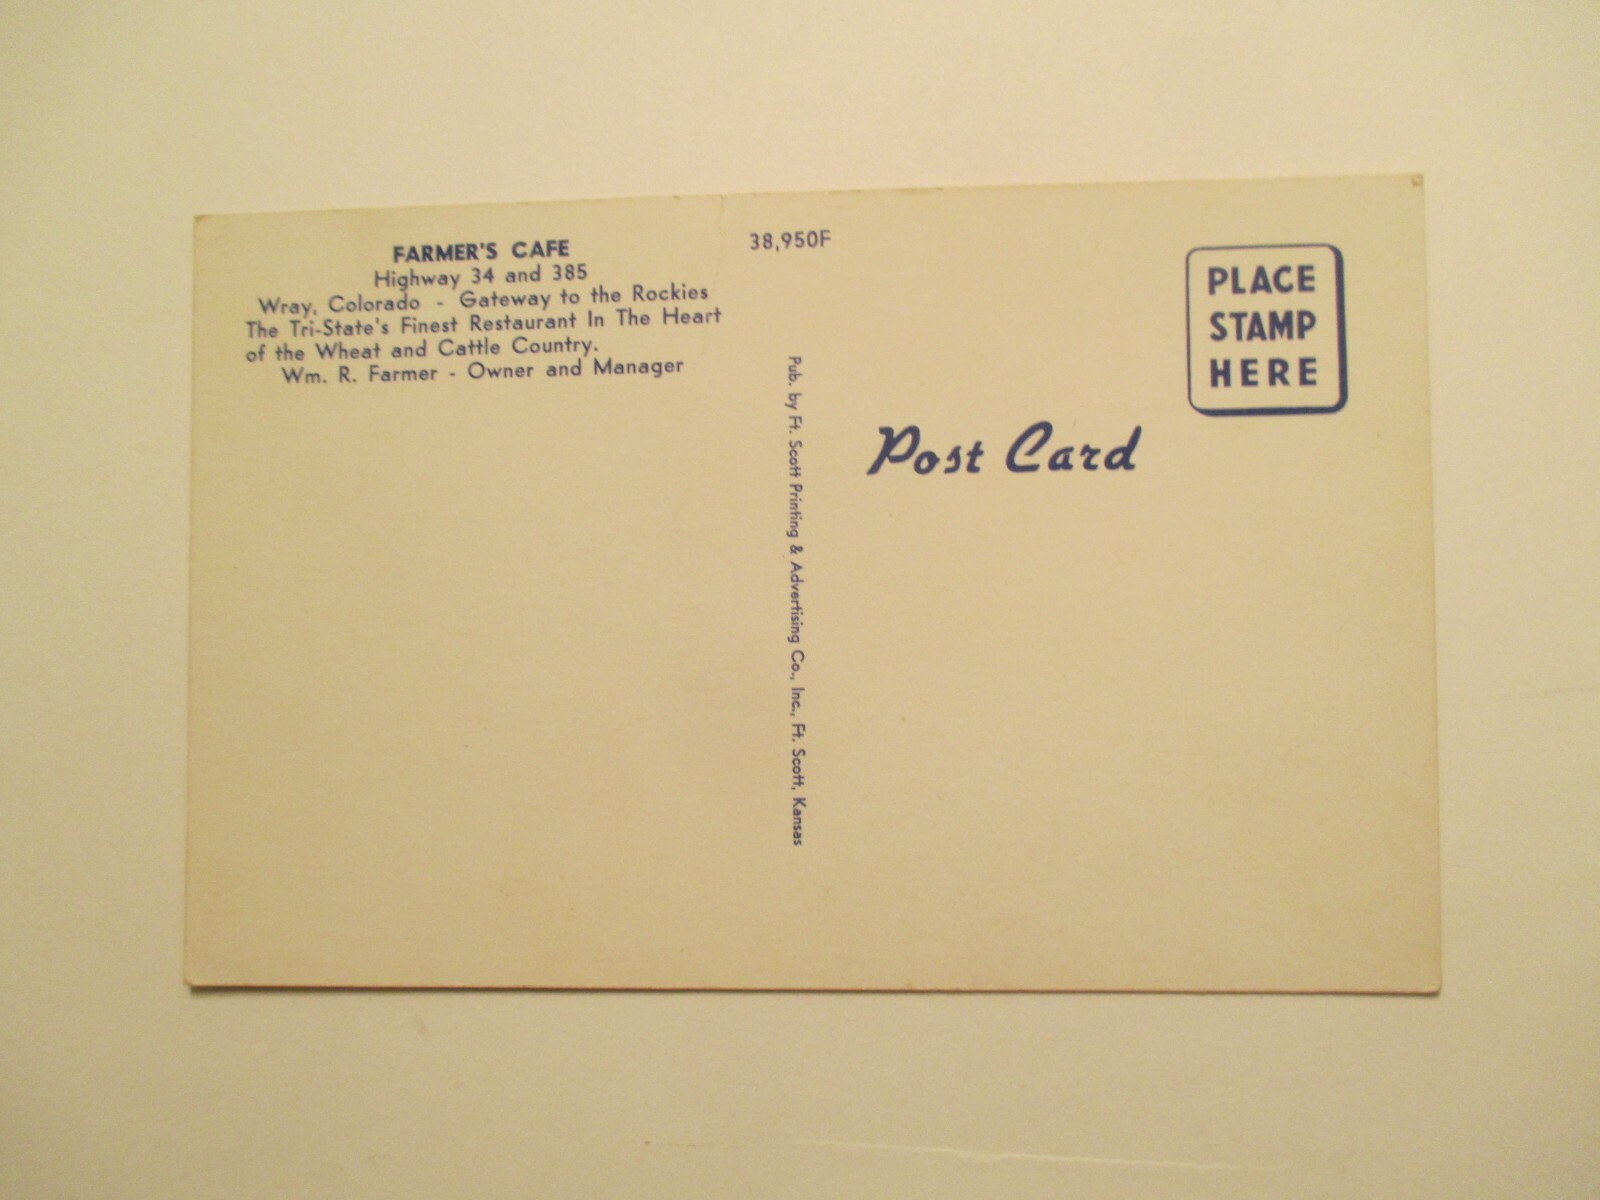 FARMER'S CAFE
Highway 34 and 385
Wray, Colorado - Gateway to the Rockies
The Tri-State's Finest Restaurant In The Heart
of the Wheat and Cattle Country.
Wm. R. Farmer - Owner and Manager
38,950F
Pub. by Ft. Scott Printing & Advertising Co., Inc., Ft. Scott, Kansas
Post Card
PLACE
STAMP
HERE